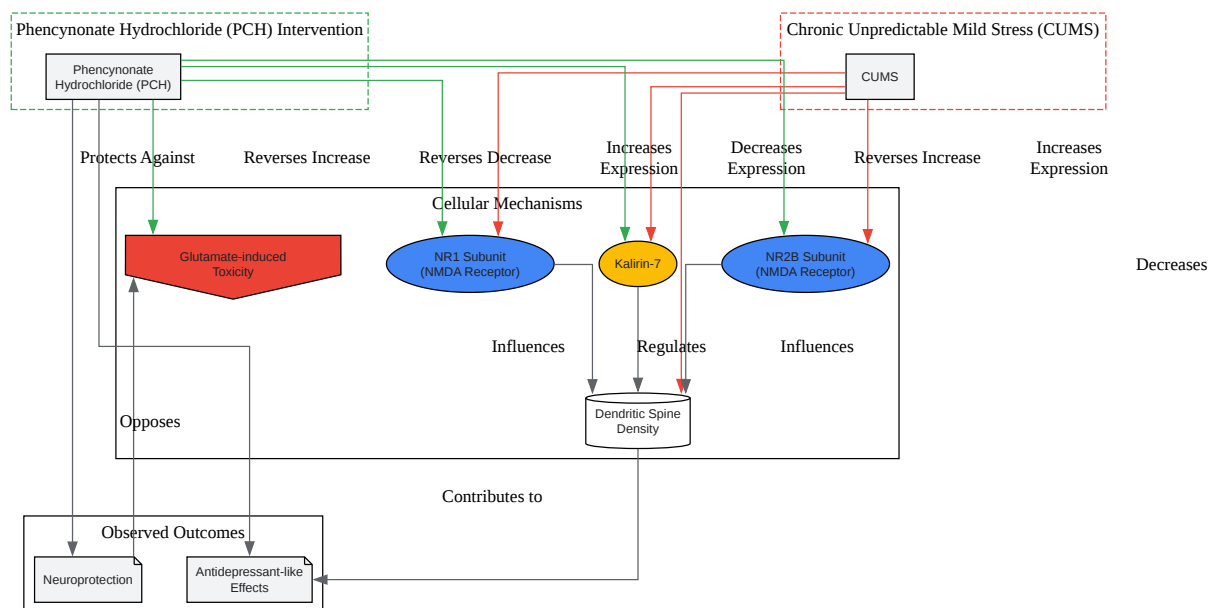 Phencynonate Hydrochloride (PCH) Intervention
Chronic Unpredictable Mild Stress (CUMS)
Phencynonate
Hydrochloride (PCH)
CUMS
Protects Against
Reverses Increase
Reverses Decrease
Increases
Expression
Decreases
Expression
Reverses Increase
Increases
Expression
Cellular Mechanisms
Glutamate-induced
Toxicity
NR1 Subunit
(NMDA Receptor)
Kalirin-7
NR2B Subunit
(NMDA Receptor)
Decreases
Influences
Regulates
Influences
Dendritic Spine
Density
Opposes
Contributes to
Observed Outcomes
Neuroprotection
Antidepressant-like
Effects